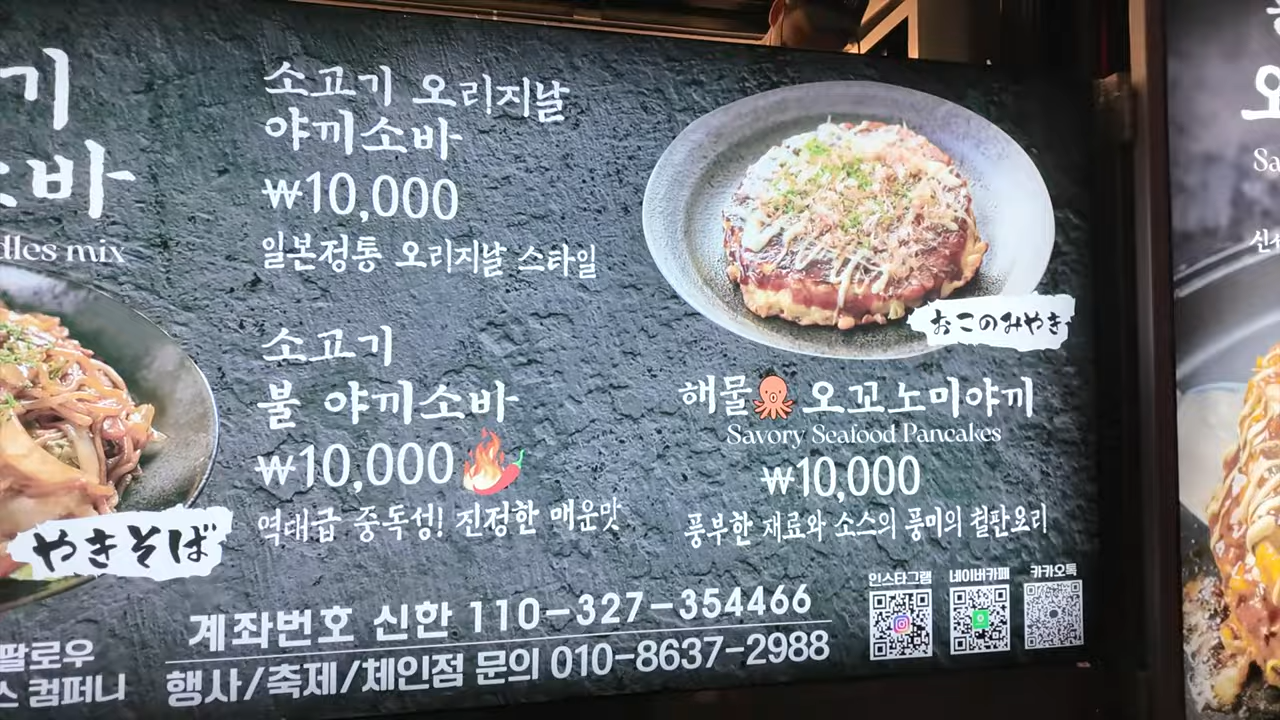 기
소바
dles mix
やきそば
팔로우
스 컴퍼니
소고기 오리지날
야끼소바
₩10,000
일본정통 오리지날 스타일
소고기
불 야끼소바
₩10,000
역대급 중독성! 진정한 매운맛
おこのみやき
해물 오꼬노미야끼
Savory Seafood Pancakes
₩10,000
풍부한 재료와 소스의 풍미의 철판요리
계좌번호 신한 110-327-354466
행사/축제/체인점 문의 010-8637-2988
인스타그램 네이버카페 카카오톡
오
Sa
신선